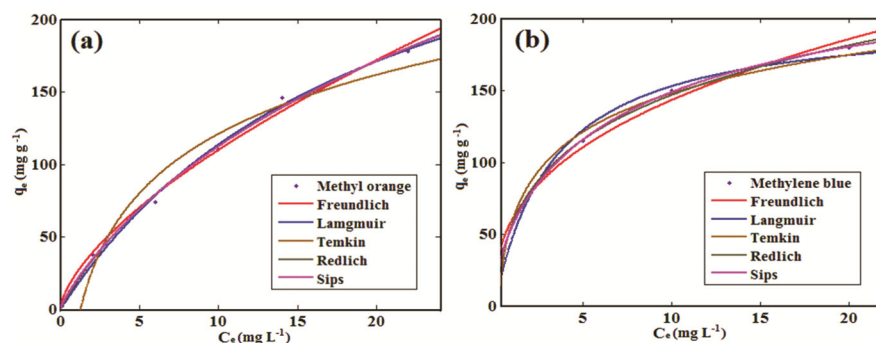 (a)
200
150
100
50
0
qₑ (mg g⁻¹)
Methyl orange
Freundlich
Lamgmuir
Temkin
Redlich
Sips
0 5 10 15 20
Cₑ (mg L⁻¹)
(b)
200
150
100
50
0
qₑ (mg g⁻¹)
Methylene blue
Freundlich
Langmuir
Temkin
Redlich
Sips
5 10 15 20
Cₑ (mg L⁻¹)